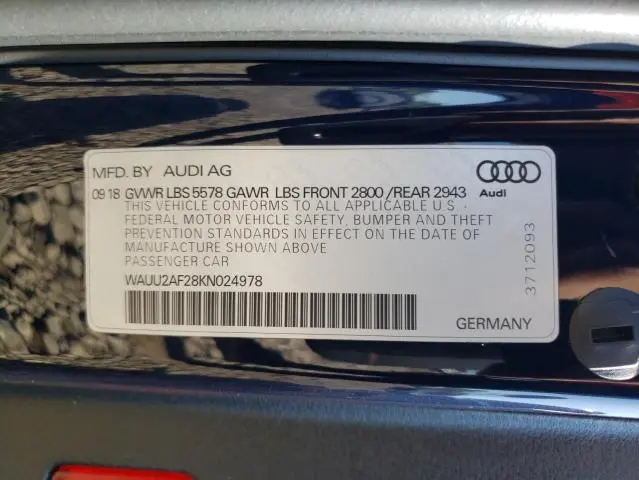 MFD. BY AUDI AG
09 18 GVWR LBS 5578 GAWR LBS FRONT 2800 /REAR 2943
THIS VEHICLE CONFORMS TO ALL APPLICABLE U.S.
FEDERAL MOTOR VEHICLE SAFETY, BUMPER AND THEFT
PREVENTION STANDARDS IN EFFECT ON THE DATE OF
MANUFACTURE SHOWN ABOVE
PASSENGER CAR
WAUU2AF28KN024978
GERMANY
Audi
3712093